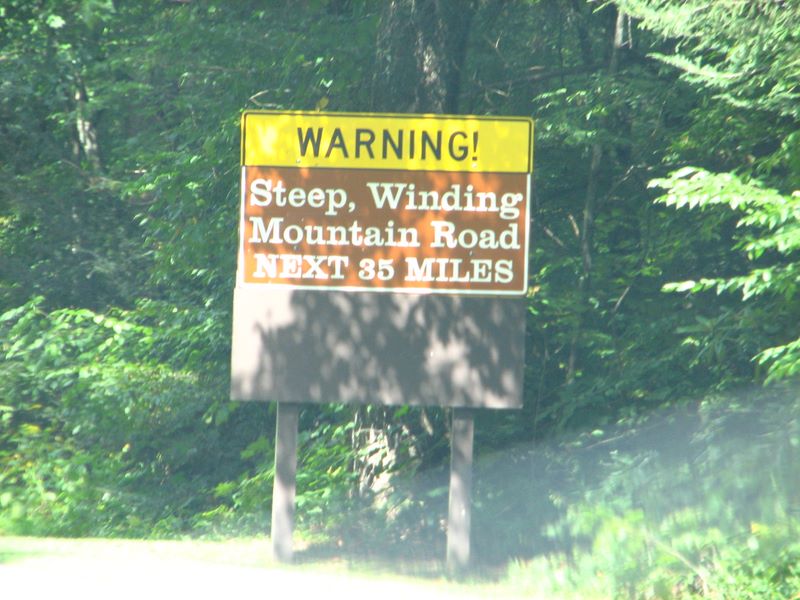 WARNING!
Steep, Winding
Mountain Road
NEXT 35 MILES